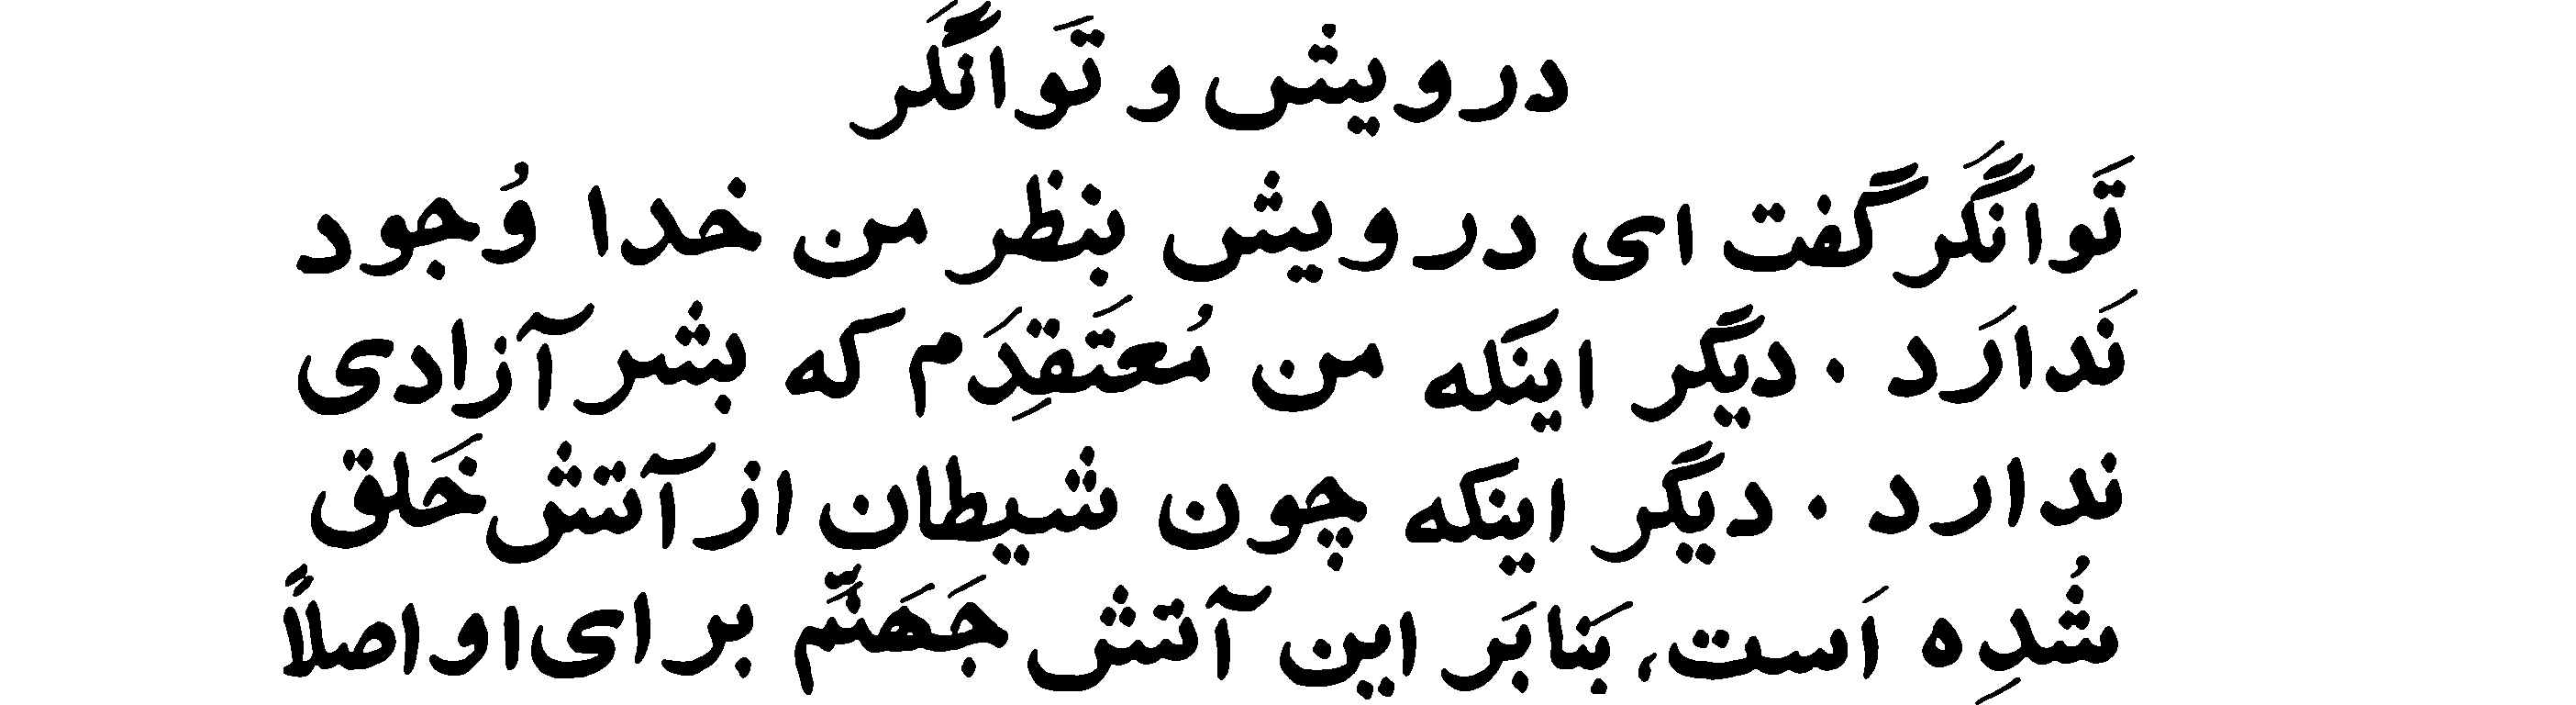 درویش و تَوانگَر
تَوانگَر گفت ای درویش بنظر من خدا وُجود
نَدارَد . دیگر اینکه من مُعتَقِدَم که بشر آزادی
ندارد . دیگر اینکه چون شیطان از آتش خَلق
شُدِه اَست، بَنابَر این آتش جَهَنَّم برای او اصلاً